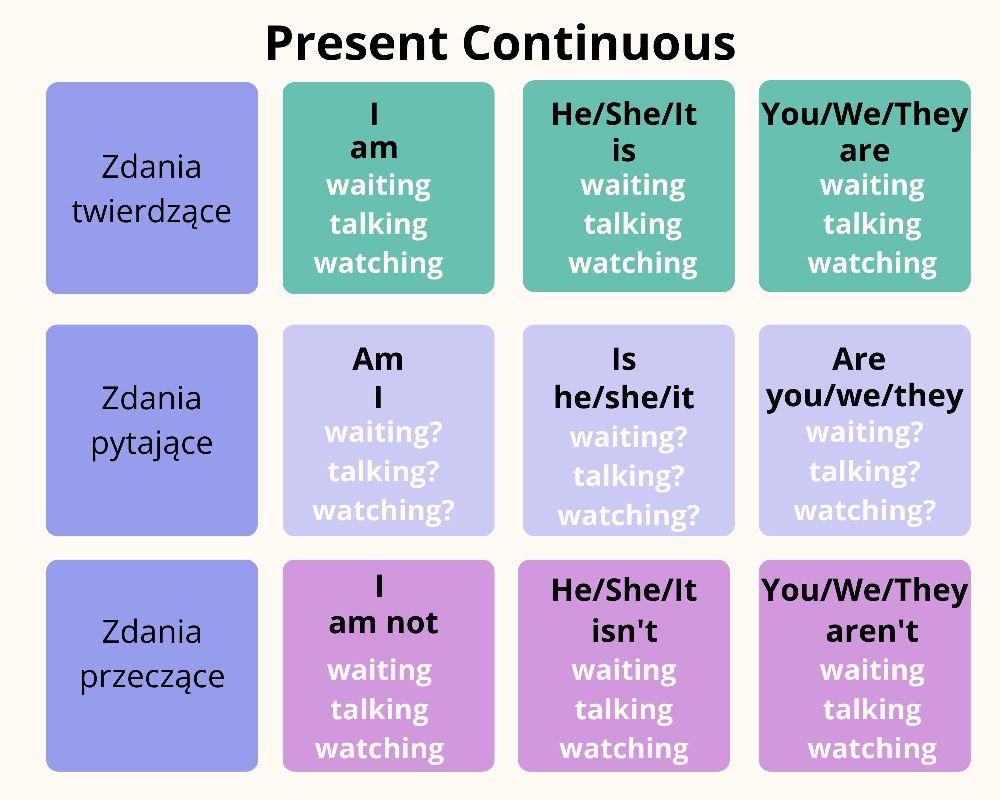 Present Continuous
Zdania
twierdzące
I
am
waiting
talking
watching
He/She/It
is
waiting
talking
watching
You/We/They
are
waiting
talking
watching
Zdania
pytające
Am
I
waiting?
talking?
watching?
Is
he/she/it
waiting?
talking?
watching?
Are
you/we/they
waiting?
talking?
watching?
Zdania
przeczące
I
am not
waiting
talking
watching
He/She/It
isn't
waiting
talking
watching
You/We/They
aren't
waiting
talking
watching